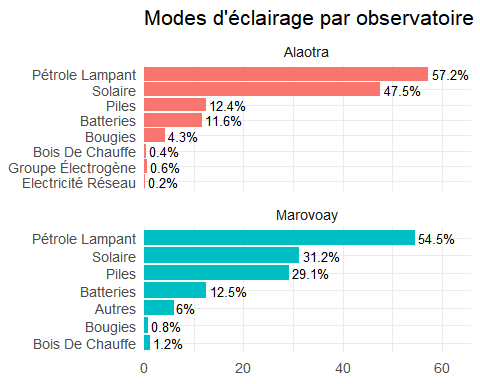 Modes d'éclairage par observatoire
Alaotra
Pétrole Lampant 57.2%
Solaire 47.5%
Piles 12.4%
Batteries 11.6%
Bougies 4.3%
Bois De Chauffe 0.4%
Groupe Électrogène 0.6%
Electricité Réseau 0.2%
Marovoay
Pétrole Lampant 54.5%
Solaire 31.2%
Piles 29.1%
Batteries 12.5%
Autres 6%
Bougies 0.8%
Bois De Chauffe 1.2%
0 20 40 60